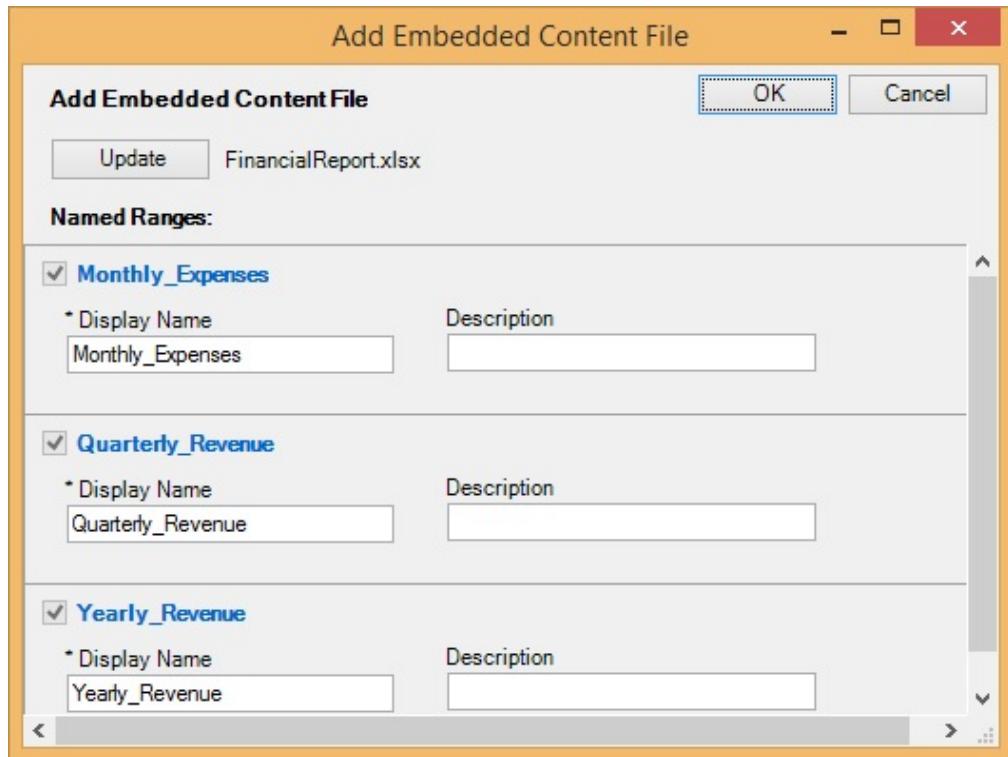 Add Embedded Content File
Add Embedded Content File
OK
Cancel
Update
FinancialReport.xlsx
Named Ranges:
Monthly_Expenses
* Display Name
Description
Monthly_Expenses
Quarterly_Revenue
* Display Name
Description
Quarterly_Revenue
Yearly_Revenue
* Display Name
Description
Yearly_Revenue